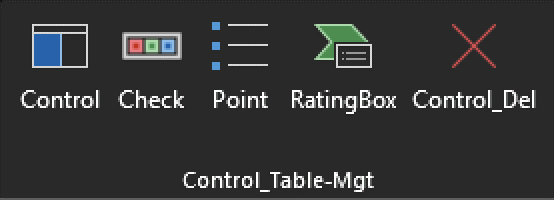 Control Check Point RatingBox Control_Del
Control_Table-Mgt